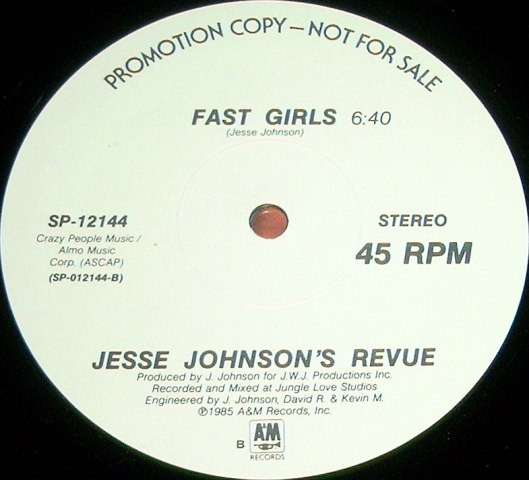 PROMOTION COPY — NOT FOR SALE
FAST GIRLS 6:40
(Jesse Johnson)
SP-12144
Crazy People Music /
Almo Music
Corp. (ASCAP)
(SP-012144-B)
STEREO
45 RPM
JESSE JOHNSON'S REVUE
Produced by J. Johnson for J.W.J. Productions Inc.
Recorded and Mixed at Jungle Love Studios
Engineered by J. Johnson, David R. & Kevin M.
℗1985 A&M Records, Inc.
B
A&M
RECORDS